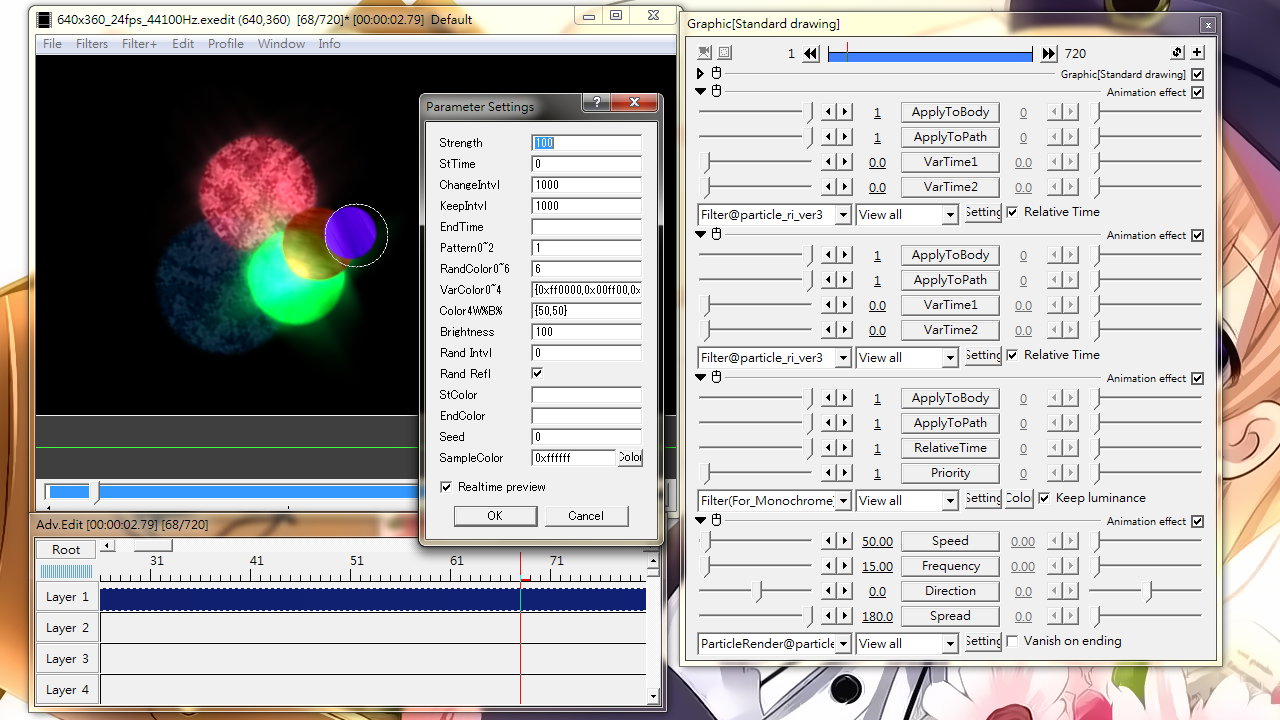 640x360_24fps_44100Hz.exedit (640,360) [68/720]* [00:00:02.79] Default
File Filters Filter+ Edit Profile Window Info
Parameter Settings
Strength 100
StTime 0
ChangeIntvl 1000
KeepIntvl 1000
EndTime
Pattern0~2 1
RandColor0~6 6
VarColor0~4 {0xff0000,0x00ff00,0x
Color4W%B% {50,50}
Brightness 100
Rand Intvl 0
Rand Refl
StColor
EndColor
Seed 0
SampleColor 0xffffff Color
Realtime preview
OK Cancel
Adv.Edit [00:00:02.79] [68/720]
Root
31 41 51 61 71
Layer 1
Layer 2
Layer 3
Layer 4
Graphic[Standard drawing]
1 720
Graphic[Standard drawing]
Animation effect
1 ApplyToBody 0
1 ApplyToPath 0
0.0 VarTime1 0.0
0.0 VarTime2 0.0
Filter@particle_ri_ver3 View all Setting Relative Time
Animation effect
1 ApplyToBody 0
1 ApplyToPath 0
0.0 VarTime1 0.0
0.0 VarTime2 0.0
Filter@particle_ri_ver3 View all Setting Relative Time
Animation effect
1 ApplyToBody 0
1 ApplyToPath 0
1 RelativeTime 0
1 Priority 0
Filter(For_Monochrome) View all Setting Colo Keep luminance
Animation effect
50.00 Speed 0.00
15.00 Frequency 0.00
0.0 Direction 0.0
180.0 Spread 0.0
ParticleRender@particle View all Setting Vanish on ending